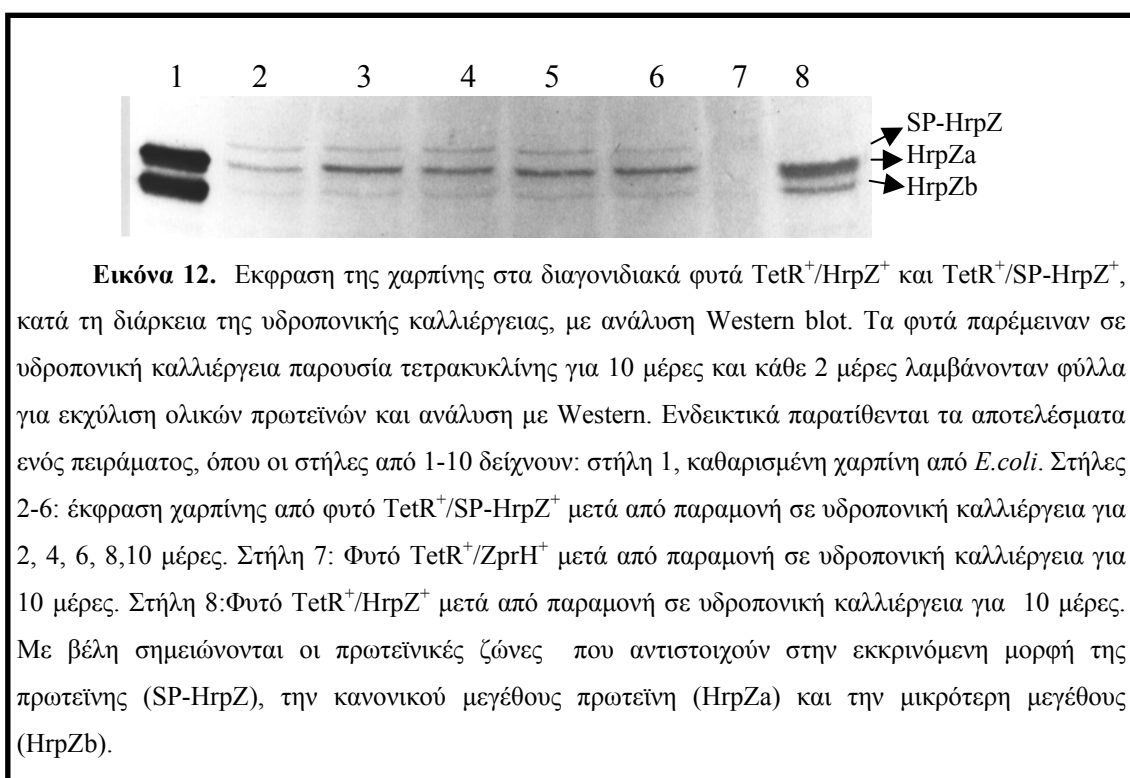 1 2 3 4 5 6 7 8
SP-HrpZ
HrpZa
HrpZb
Εικόνα 12. Εκφραση της χαρπίνης στα διαγονιδιακά φυτά TetR⁺/HrpZ⁺ και TetR⁺/SP-HrpZ⁺,
κατά τη διάρκεια της υδροπονικής καλλιέργειας, με ανάλυση Western blot. Τα φυτά παρέμειναν σε
υδροπονική καλλιέργεια παρουσία τετρακυκλίνης για 10 μέρες και κάθε 2 μέρες λαμβάνονταν φύλλα
για εκχύλιση ολικών πρωτεϊνών και ανάλυση με Western. Ενδεικτικά παρατίθενται τα αποτελέσματα
ενός πειράματος, όπου οι στήλες από 1-10 δείχνουν: στήλη 1, καθαρισμένη χαρπίνη από E.coli. Στήλες
2-6: έκφραση χαρπίνης από φυτό TetR⁺/SP-HrpZ⁺ μετά από παραμονή σε υδροπονική καλλιέργεια για
2, 4, 6, 8,10 μέρες. Στήλη 7: Φυτό TetR⁺/ZprH⁺ μετά από παραμονή σε υδροπονική καλλιέργεια για
10 μέρες. Στήλη 8:Φυτό TetR⁺/HrpZ⁺ μετά από παραμονή σε υδροπονική καλλιέργεια για 10 μέρες.
Με βέλη σημειώνονται οι πρωτεϊνικές ζώνες που αντιστοιχούν στην εκκρινόμενη μορφή της
πρωτεϊνης (SP-HrpZ), την κανονικού μεγέθους πρωτεϊνη (HrpZa) και την μικρότερη μεγέθους
(HrpZb).